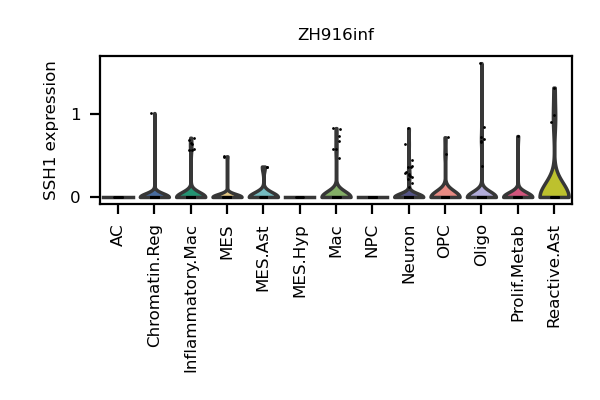 ZH916inf
SSH1 expression
1
0
AC
Chromatin.Reg
Inflammatory.Mac
MES
MES.Ast
MES.Hyp
Mac
NPC
Neuron
OPC
Oligo
Prolif.Metab
Reactive.Ast